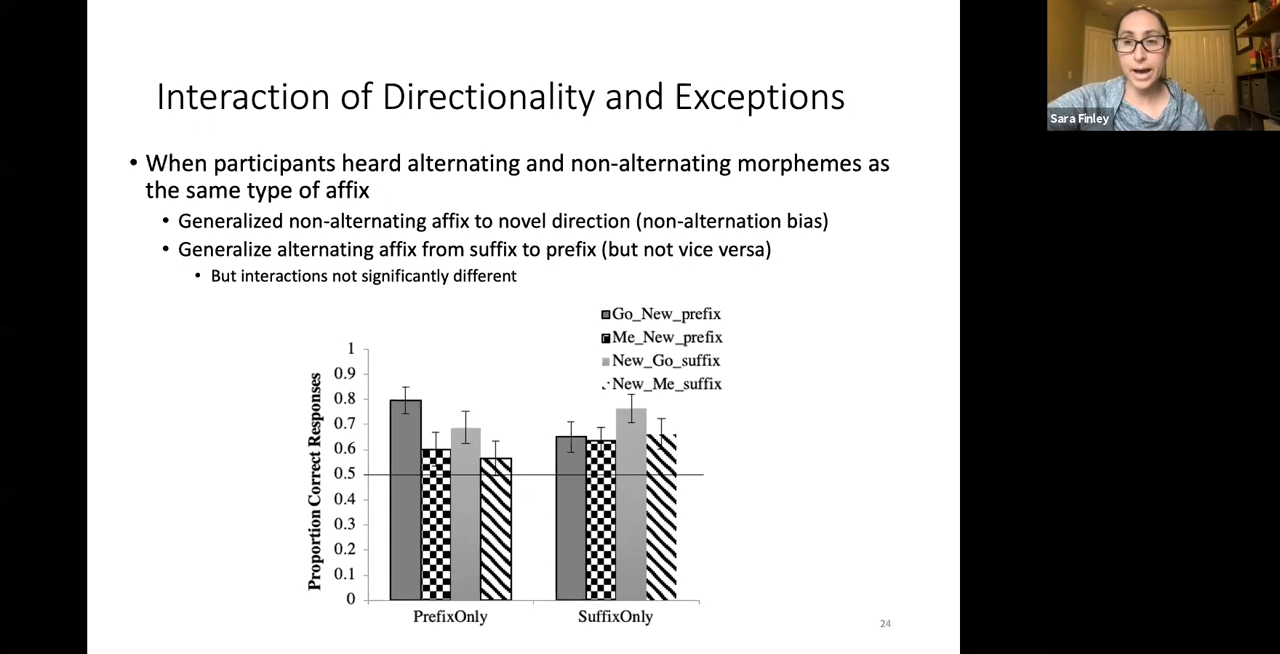 Interaction of Directionality and Exceptions
• When participants heard alternating and non-alternating morphemes as
the same type of affix
• Generalized non-alternating affix to novel direction (non-alternation bias)
• Generalize alternating affix from suffix to prefix (but not vice versa)
• But interactions not significantly different
Go_New_prefix
Me_New_prefix
New_Go_suffix
New_Me_suffix
Proportion Correct Responses
1
0.9
0.8
0.7
0.6
0.5
0.4
0.3
0.2
0.1
0
PrefixOnly
SuffixOnly
24
Sara Finley